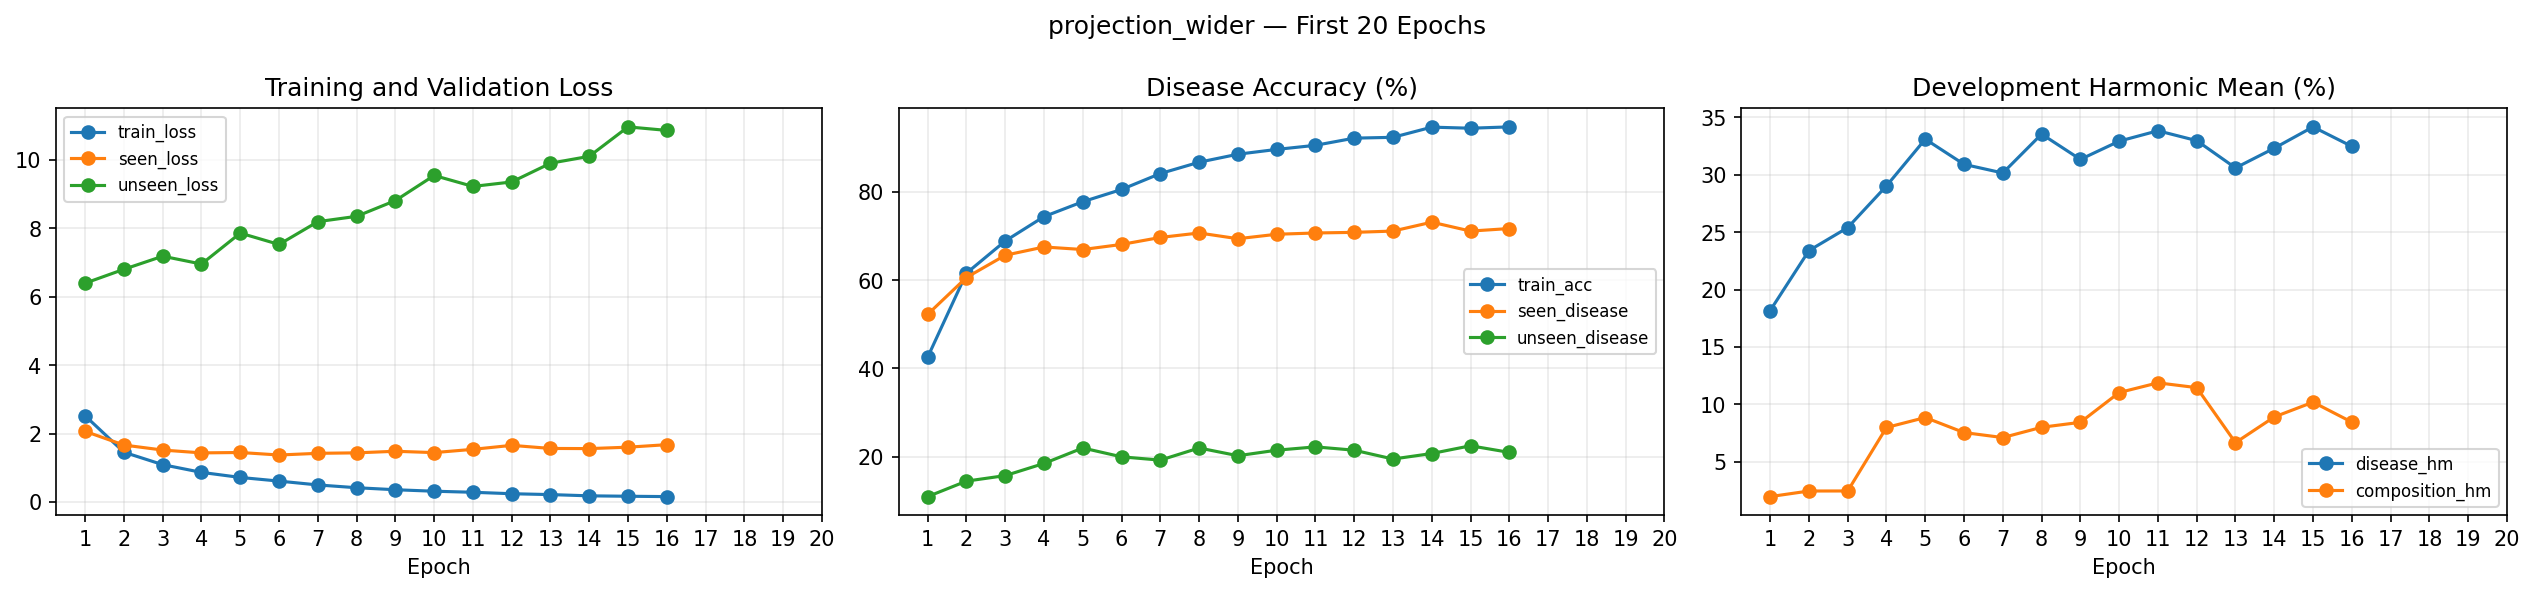 projection_wider — First 20 Epochs
Training and Validation Loss
train_loss
seen_loss
unseen_loss
10
8
6
4
2
0
1 2 3 4 5 6 7 8 9 10 11 12 13 14 15 16 17 18 19 20
Epoch
Disease Accuracy (%)
80
60
40
20
train_acc
seen_disease
unseen_disease
1 2 3 4 5 6 7 8 9 10 11 12 13 14 15 16 17 18 19 20
Epoch
Development Harmonic Mean (%)
35
30
25
20
15
10
5
disease_hm
composition_hm
1 2 3 4 5 6 7 8 9 10 11 12 13 14 15 16 17 18 19 20
Epoch